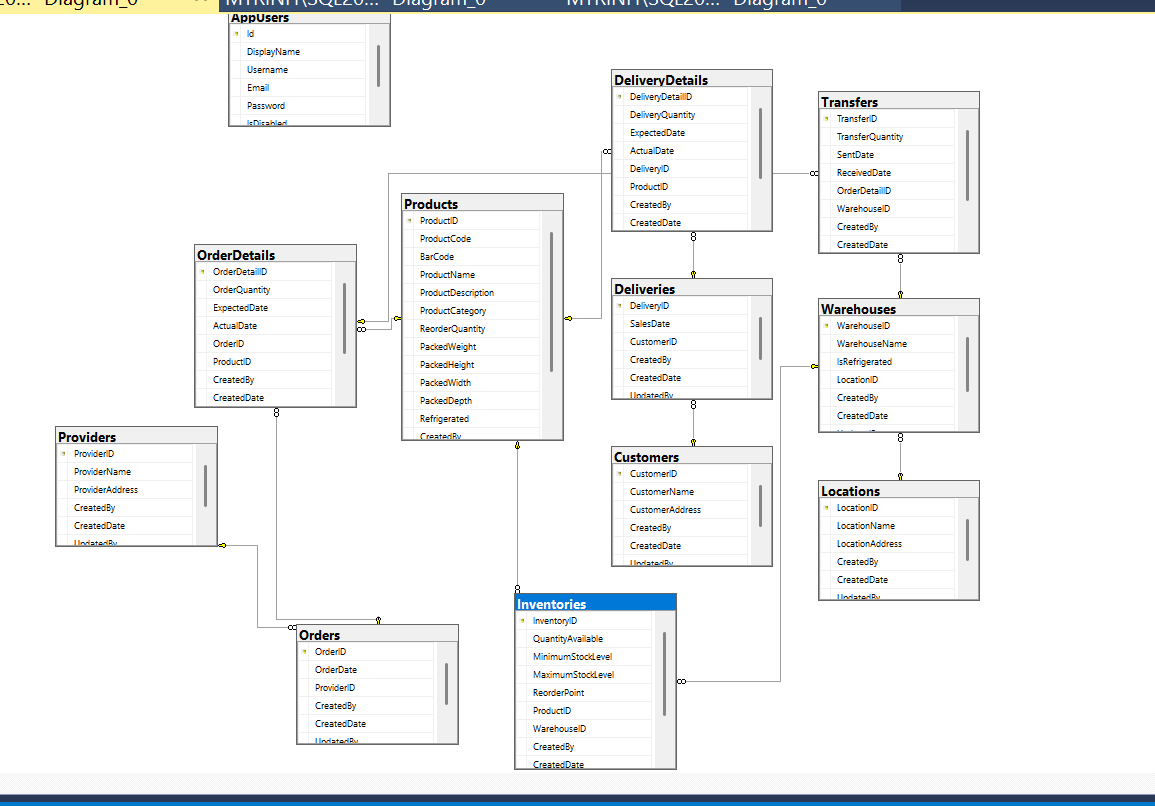 Diagram_0
Diagram_0
Diagram_0
AppUsers
Id
DisplayName
Username
Email
Password
IsDisabled
DeliveryDetails
DeliveryDetailID
DeliveryQuantity
ExpectedDate
ActualDate
DeliveryID
ProductID
CreatedBy
CreatedDate
Transfers
TransferID
TransferQuantity
SentDate
ReceivedDate
OrderDetailID
WarehouseID
CreatedBy
CreatedDate
Products
ProductID
ProductCode
BarCode
ProductName
ProductDescription
ProductCategory
ReorderQuantity
PackedWeight
PackedHeight
PackedWidth
PackedDepth
Refrigerated
CreatedBy
OrderDetails
OrderDetailID
OrderQuantity
ExpectedDate
ActualDate
OrderID
ProductID
CreatedBy
CreatedDate
Deliveries
DeliveryID
SalesDate
CustomerID
CreatedBy
CreatedDate
UpdatedBy
Warehouses
WarehouseID
WarehouseName
IsRefrigerated
LocationID
CreatedBy
CreatedDate
Providers
ProviderID
ProviderName
ProviderAddress
CreatedBy
CreatedDate
UpdatedBy
Customers
CustomerID
CustomerName
CustomerAddress
CreatedBy
CreatedDate
UpdatedBy
Locations
LocationID
LocationName
LocationAddress
CreatedBy
CreatedDate
UpdatedBy
Orders
OrderID
OrderDate
ProviderID
CreatedBy
CreatedDate
UpdatedBy
Inventories
InventoryID
QuantityAvailable
MinimumStockLevel
MaximumStockLevel
ReorderPoint
ProductID
WarehouseID
CreatedBy
CreatedDate